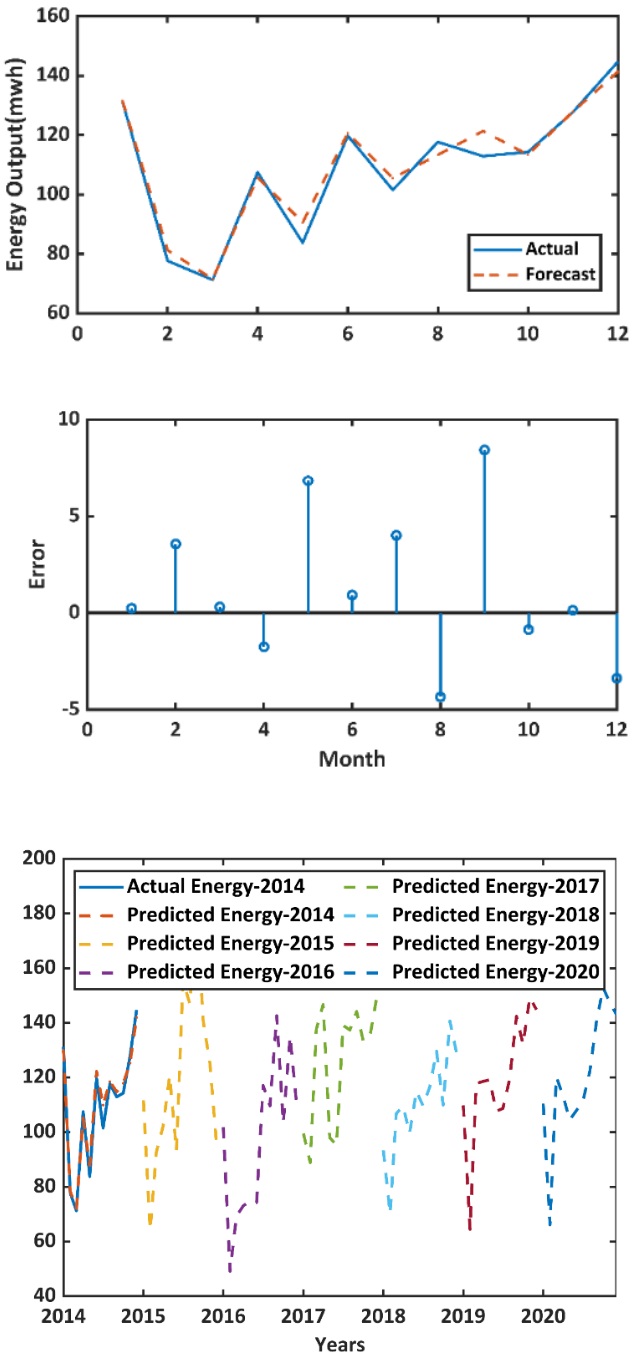 160
140
120
100
80
60
Energy Output(mwh)
Actual
Forecast
0 2 4 6 8 10 12
10
5
0
-5
Error
0 2 4 6 8 10 12
Month
200
180
160
140
120
100
80
60
40
Actual Energy-2014
Predicted Energy-2014
Predicted Energy-2015
Predicted Energy-2016
Predicted Energy-2017
Predicted Energy-2018
Predicted Energy-2019
Predicted Energy-2020
2014 2015 2016 2017 2018 2019 2020
Years